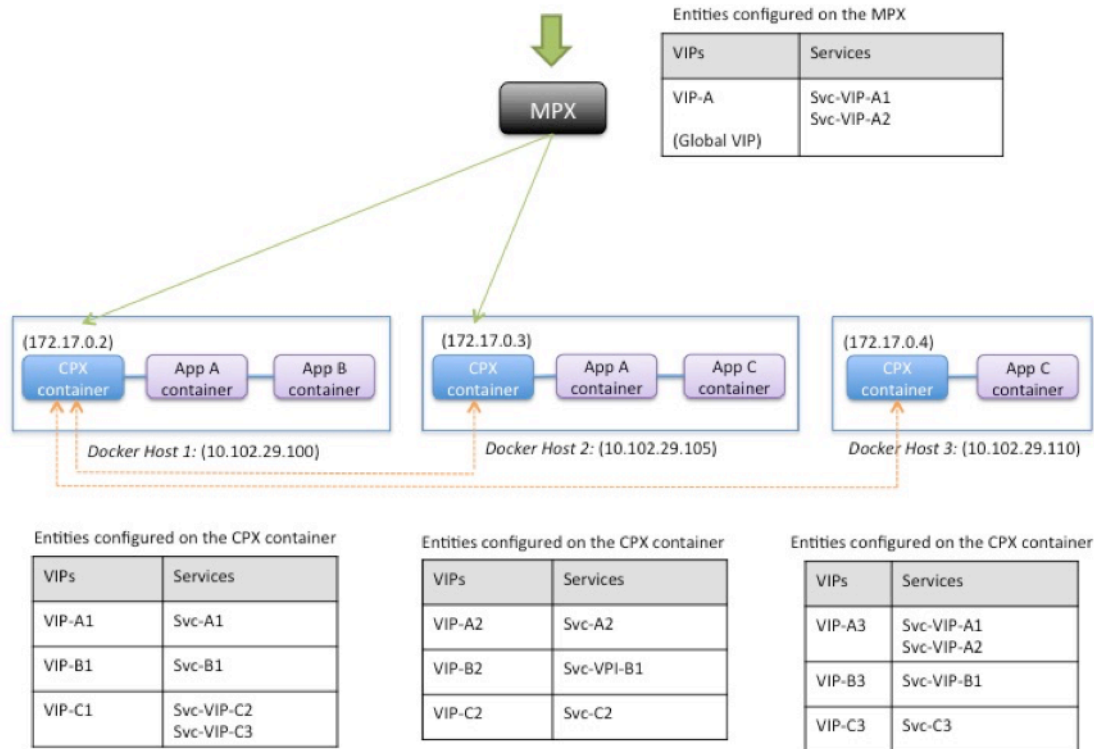 Entities configured on the MPX
VIPs Services
VIP-A Svc-VIP-A1
Svc-VIP-A2
(Global VIP)
MPX
(172.17.0.2)
CPX
container
App A
container
App B
container
Docker Host 1: (10.102.29.100)
(172.17.0.3)
CPX
container
App A
container
App C
container
Docker Host 2: (10.102.29.105)
(172.17.0.4)
CPX
container
App C
container
Docker Host 3: (10.102.29.110)
Entities configured on the CPX container
VIPs Services
VIP-A1 Svc-A1
VIP-B1 Svc-B1
VIP-C1 Svc-VIP-C2
Svc-VIP-C3
Entities configured on the CPX container
VIPs Services
VIP-A2 Svc-A2
VIP-B2 Svc-VPI-B1
VIP-C2 Svc-C2
Entities configured on the CPX container
VIPs Services
VIP-A3 Svc-VIP-A1
Svc-VIP-A2
VIP-B3 Svc-VIP-B1
VIP-C3 Svc-C3